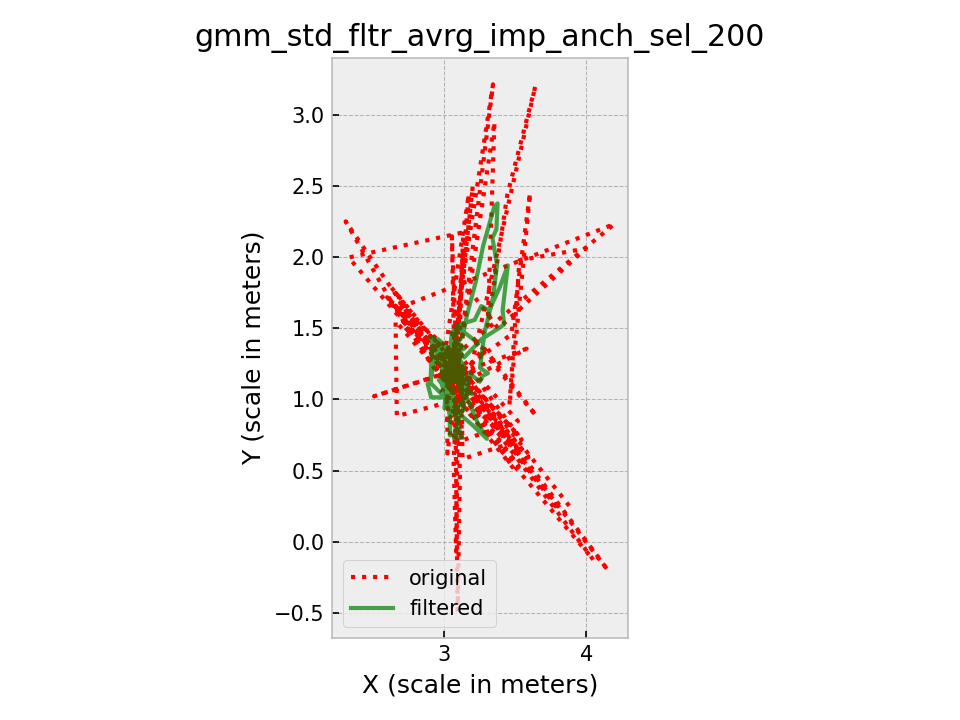 gmm_std_fltr_avrg_imp_anch_sel_200
3.0
2.5
2.0
1.5
1.0
0.5
0.0
−0.5
Y (scale in meters)
original
filtered
3 4
X (scale in meters)